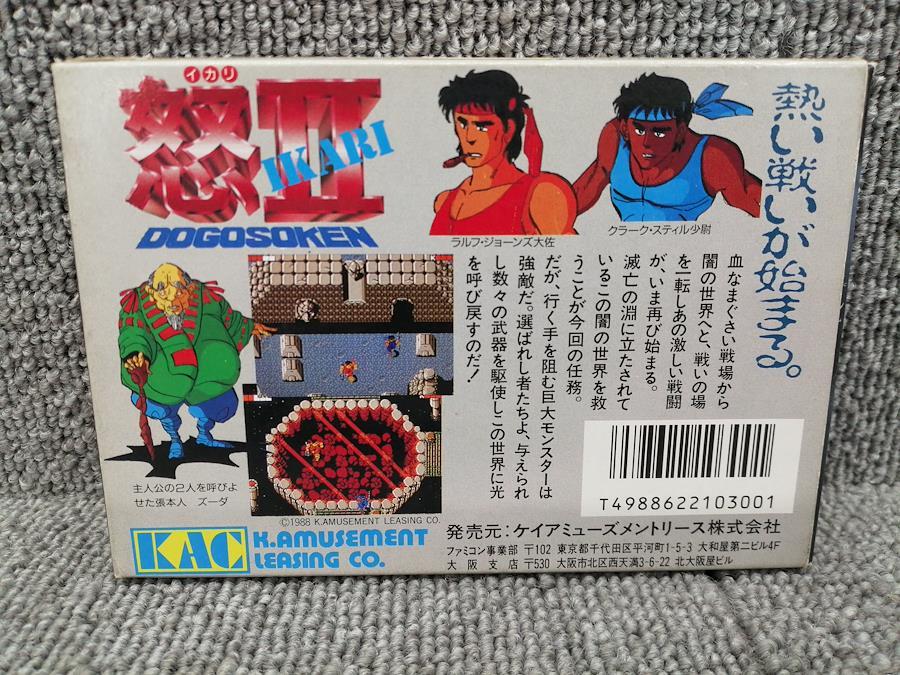 イカリ
怒II
IKARI
DOGOSOKEN
ラルフ・ジョーンズ大佐
クラーク・スティル少尉
熱い戦いが始まる。
血なまぐさい戦場から
闇の世界へと、戦いの場
を一転しあの激しい戦闘
が、いま再び始まる。
滅亡の淵に立たされて
いるこの闇の世界を救
うことが今回の任務。
だが、行く手を阻む巨大モンスターは
強敵だ。選ばれし者たちよ、与えられ
し数々の武器を駆使しこの世界に光
を呼び戻すのだ!
主人公の2人を呼びよ
せた張本人 ズーダ
T4988622103001
©1988 K.AMUSEMENT LEASING CO.
KAC
K.AMUSEMENT
LEASING CO.
発売元:ケイアミューズメントリース株式会社
ファミコン事業部 〒102 東京都千代田区平河町1-5-3 大和屋第二ビル4F
大阪支店 〒530 大阪市北区西天満3-6-22 北大阪屋ビル